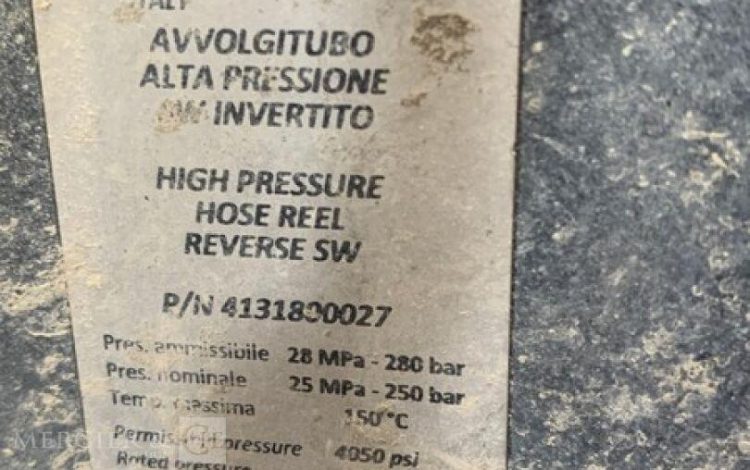 ITALY
AVVOLGITUBO
ALTA PRESSIONE
SW INVERTITO
HIGH PRESSURE
HOSE REEL
REVERSE SW
P/N 4131800027
Pres. ammissibile 28 MPa - 280 bar
Pres. nominale 25 MPa - 250 bar
Temp. massima 150 °C
Permissible pressure 4050 psi
Rated pressure